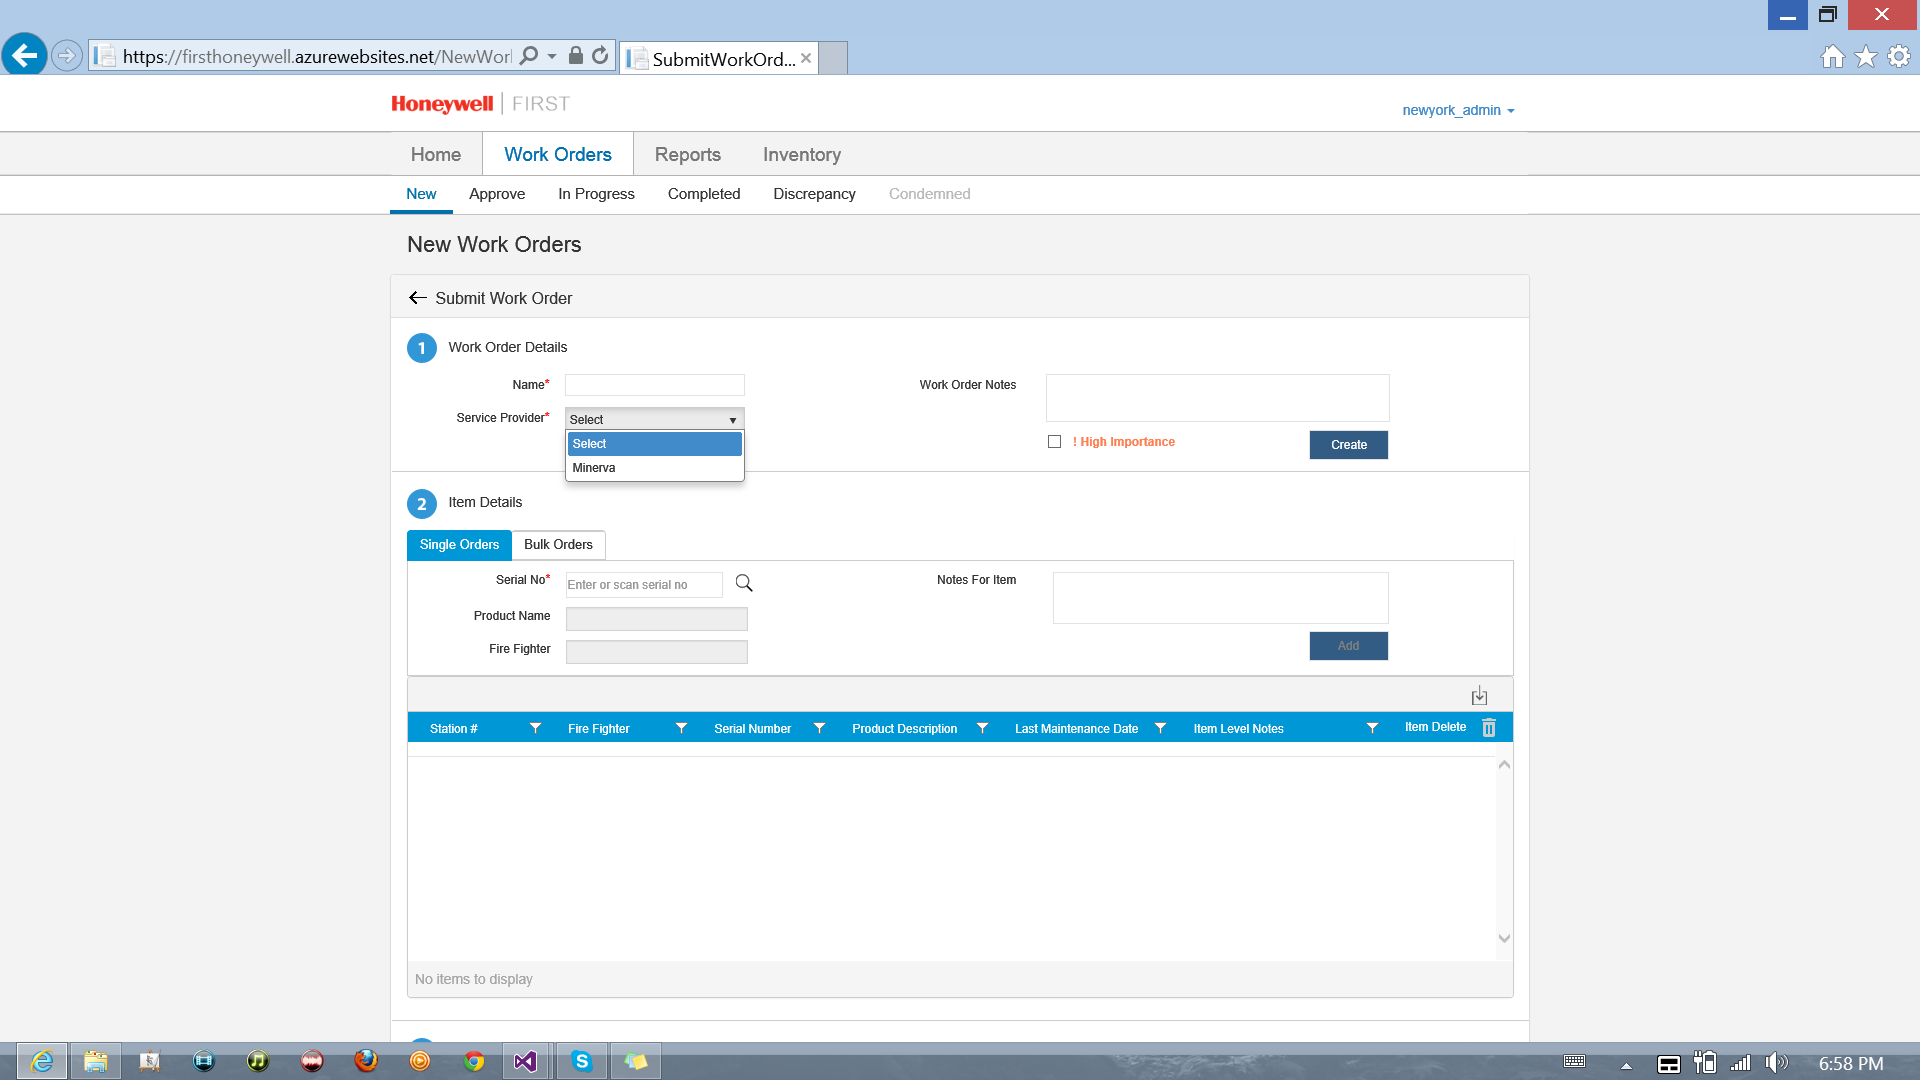 https://firsthoneywell.azurewebsites.net/NewWor
SubmitWorkOrd...
Honeywell FIRST
newyork_admin
Home Work Orders Reports Inventory
New Approve In Progress Completed Discrepancy Condemned
New Work Orders
Submit Work Order
1 Work Order Details
Name* Work Order Notes
Service Provider* Select
Select
Minerva
! High Importance Create
2 Item Details
Single Orders Bulk Orders
Serial No* Enter or scan serial no Notes For Item
Product Name
Fire Fighter
Add
Station # Fire Fighter Serial Number Product Description Last Maintenance Date Item Level Notes Item Delete
No items to display
6:58 PM